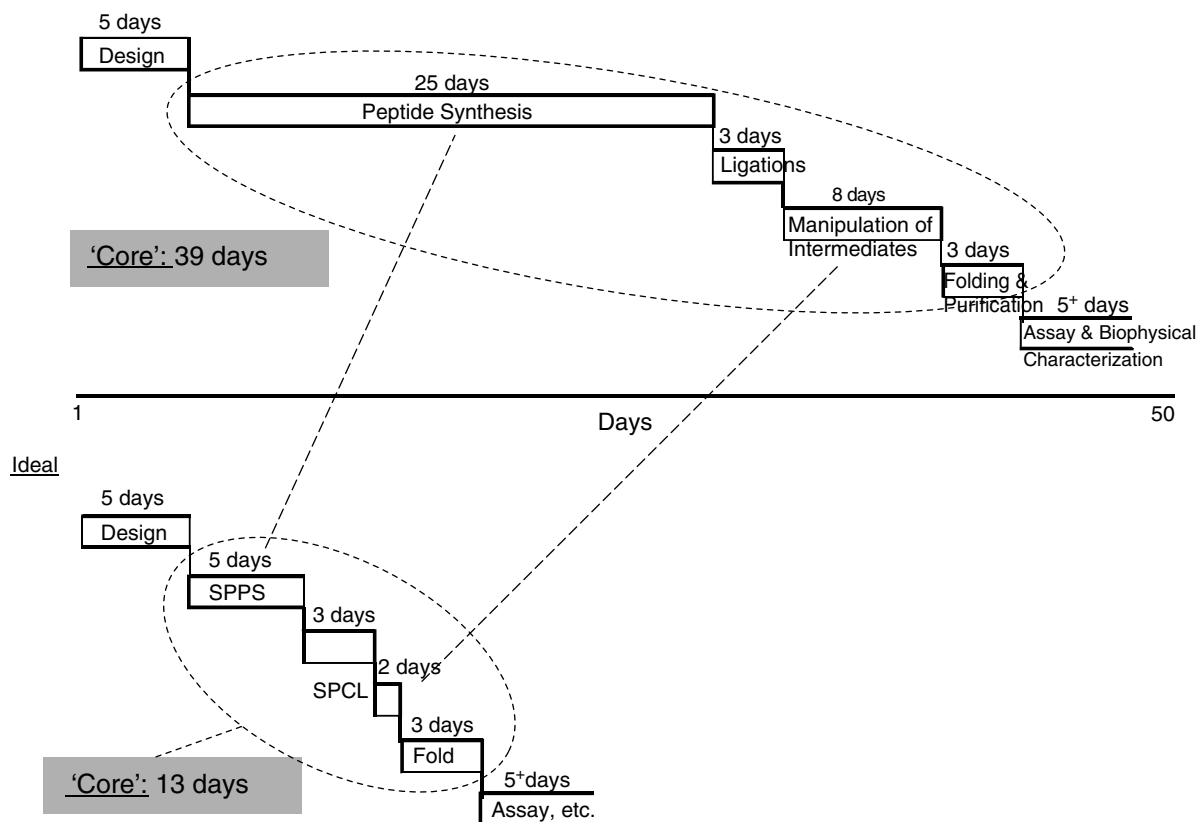 5 days
Design
25 days
Peptide Synthesis
3 days
Ligations
8 days
Manipulation of
Intermediates
'Core': 39 days
3 days
Folding &
Purification
5+ days
Assay & Biophysical
Characterization
1
Days
50
Ideal
5 days
Design
5 days
SPPS
3 days
SPCL
2 days
3 days
Fold
'Core': 13 days
5+days
Assay, etc.